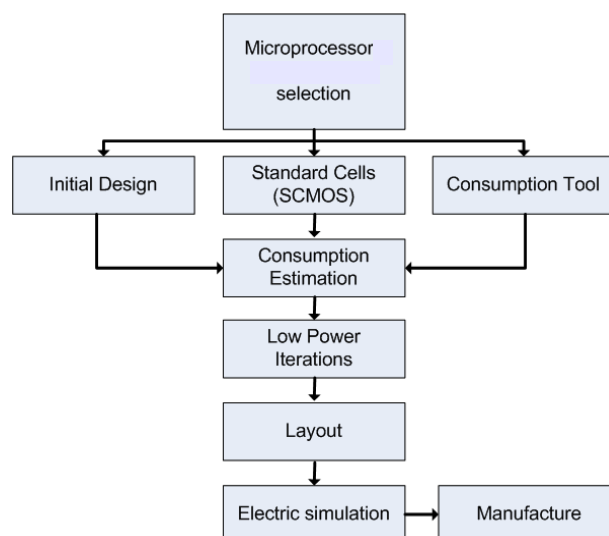 Microprocessor
selection
Initial Design
Standard Cells
(SCMOS)
Consumption Tool
Consumption
Estimation
Low Power
Iterations
Layout
Electric simulation
Manufacture